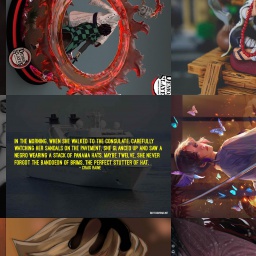 IN THE MORNING, WHEN SHE WALKED TO THE CONSULATE, CAREFULLY
WATCHING HER SANDALS ON THE PAVEMENT, SHE GLANCED UP AND SAW A
NEGRO WEARING A STACK OF PANAMA HATS, MAYBE TWELVE. SHE NEVER
FORGOT THE BANDOEON OF BRIMS, THE PERFECT STUTTER OF HAT.
- CRAIG RAINE